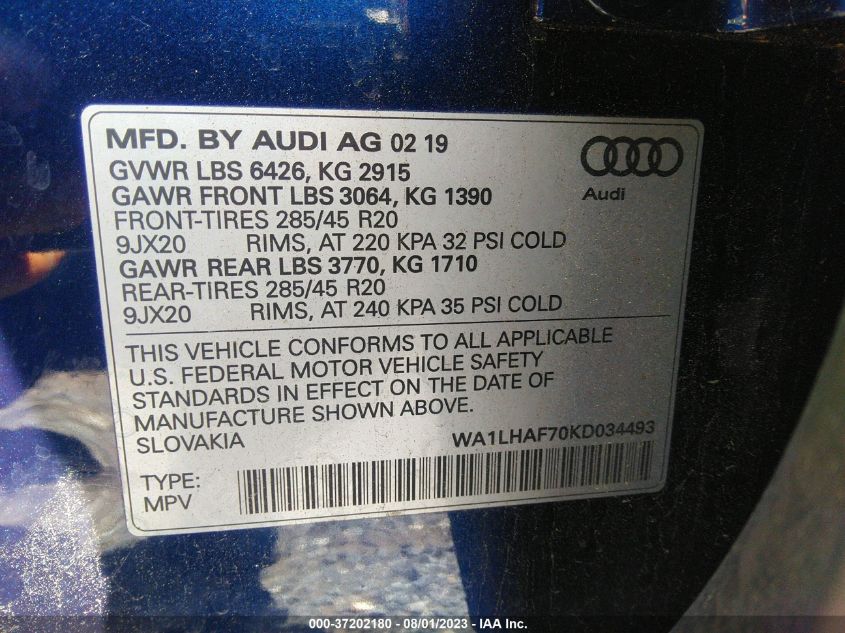 MFD. BY AUDI AG 02 19
Audi
GVWR LBS 6426, KG 2915
GAWR FRONT LBS 3064, KG 1390
FRONT-TIRES 285/45 R20
9JX20 RIMS, AT 220 KPA 32 PSI COLD
GAWR REAR LBS 3770, KG 1710
REAR-TIRES 285/45 R20
9JX20 RIMS, AT 240 KPA 35 PSI COLD
THIS VEHICLE CONFORMS TO ALL APPLICABLE
U.S. FEDERAL MOTOR VEHICLE SAFETY
STANDARDS IN EFFECT ON THE DATE OF
MANUFACTURE SHOWN ABOVE.
SLOVAKIA WA1LHAF70KD034493
TYPE:
MPV
000-37202180 - 08/01/2023 - IAA Inc.